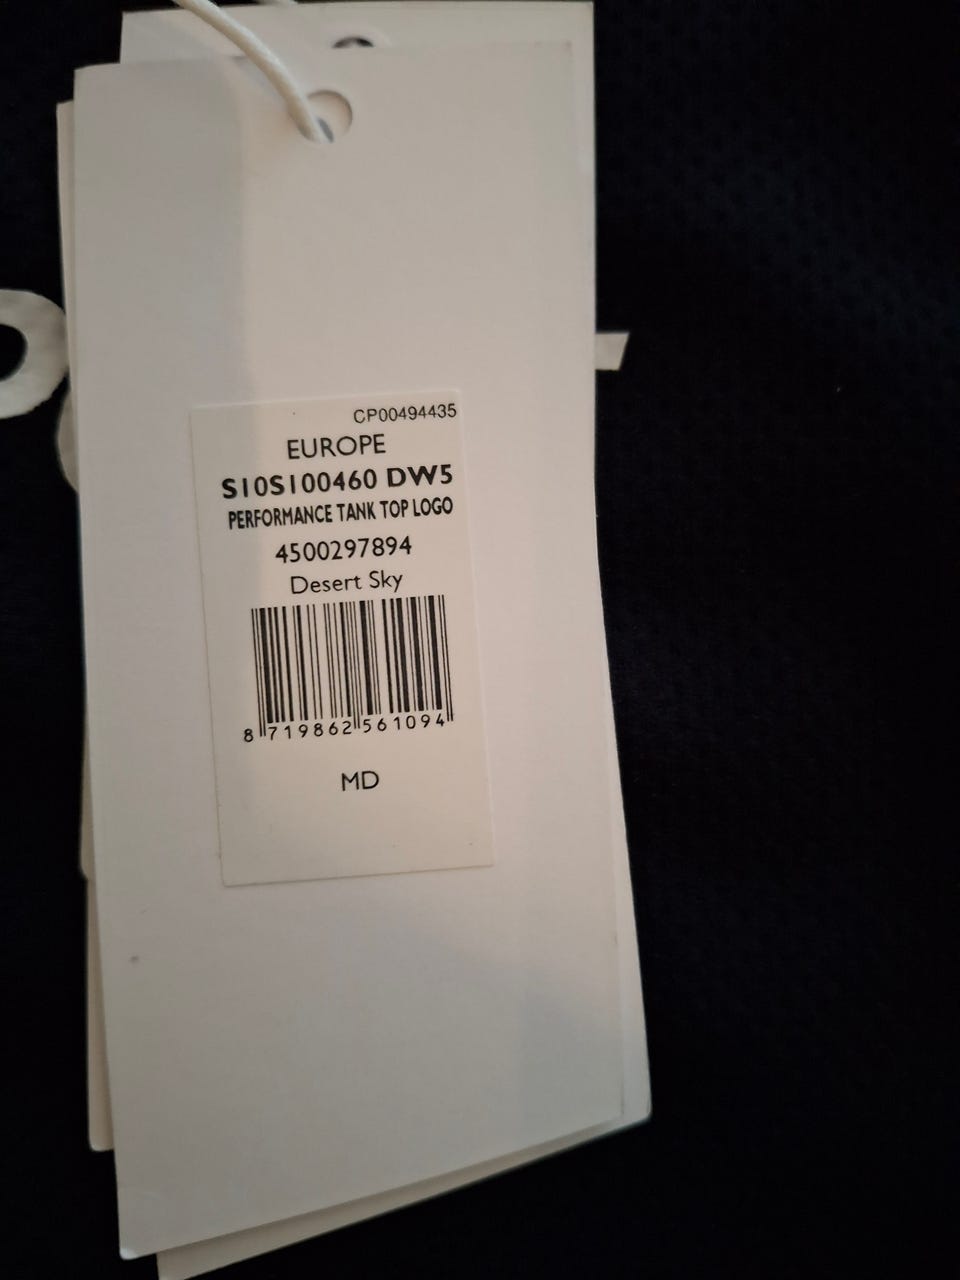 CP00494435
EUROPE
S10S100460 DW5
PERFORMANCE TANK TOP LOGO
4500297894
Desert Sky
8 719862 561094
MD